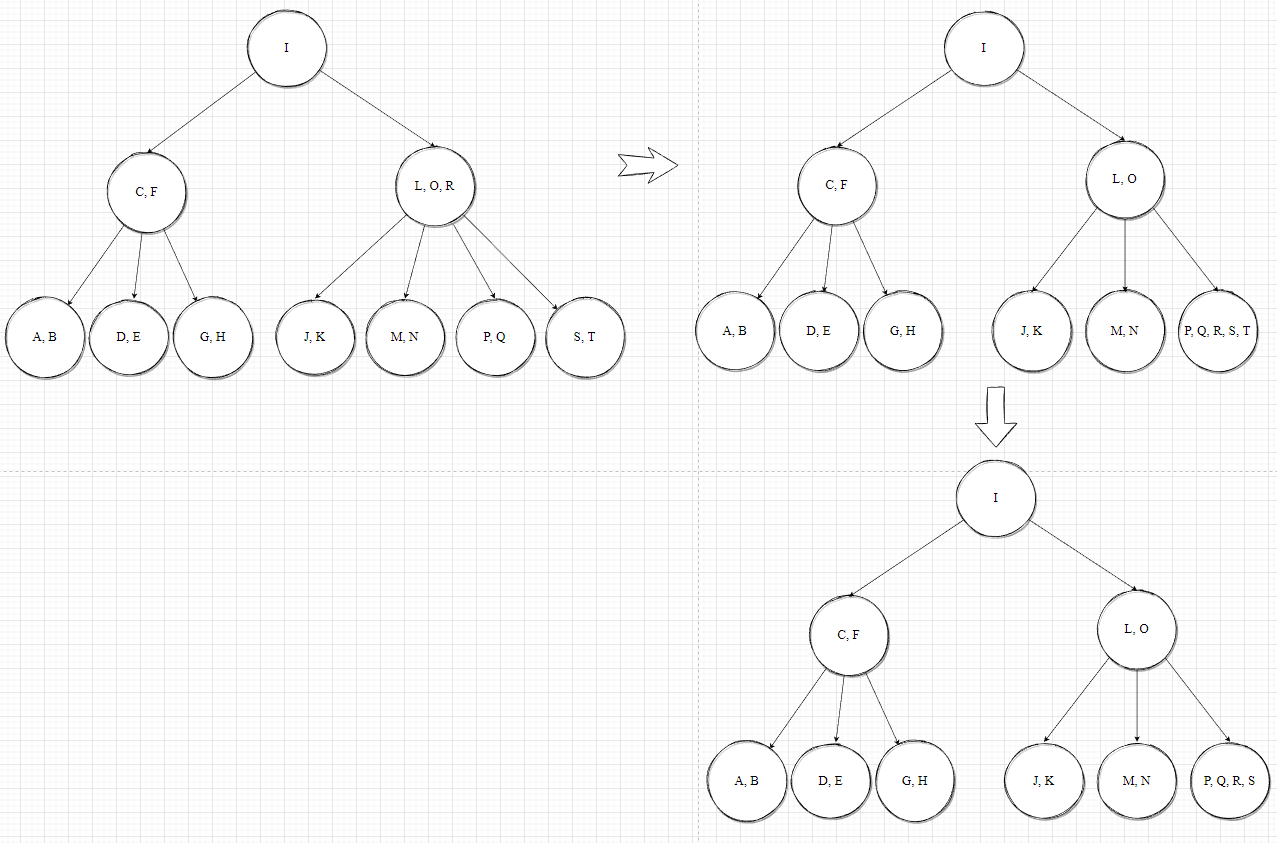 I
C, F
L, O, R
A, B
D, E
G, H
J, K
M, N
P, Q
S, T
I
C, F
L, O
A, B
D, E
G, H
J, K
M, N
P, Q, R, S, T
I
C, F
L, O
A, B
D, E
G, H
J, K
M, N
P, Q, R, S